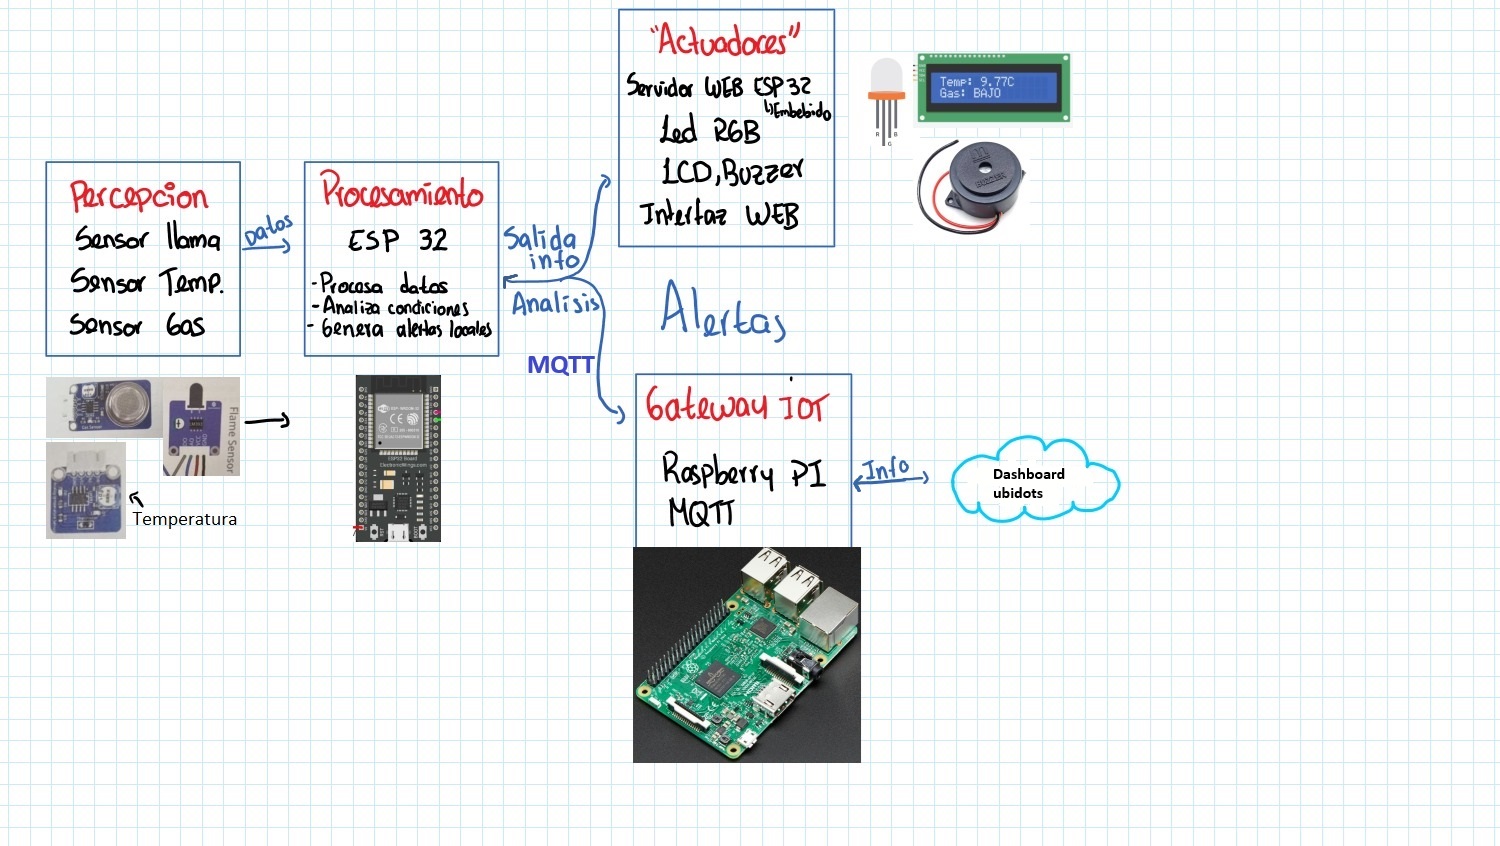 Percepcion
Sensor llama
Sensor Temp.
Sensor Gas
Datos
Procesamiento
ESP 32
- Procesa datos
- Analiza condiciones
- Genera alertas locales
Salida
info
Analísis
MQTT
"Actuadores"
Servidor WEB ESP32
Embebido
Led RGB
LCD, Buzzer
Interfaz WEB
R
B
G
Temp: 9.77C
Gas: BAJO
Alertas
Gateway IOT
Raspberry PI
MQTT
Info
Dashboard
ubidots
Flame Sensor
Temperatura